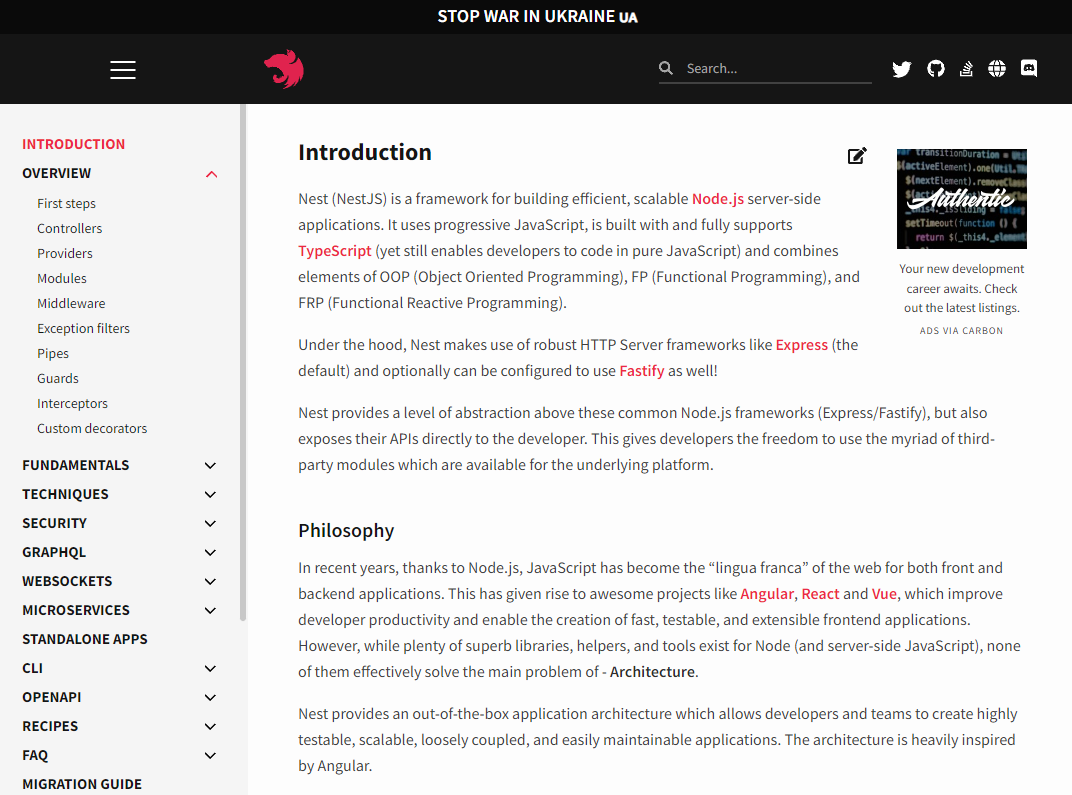 STOP WAR IN UKRAINE UA
Search...
INTRODUCTION
OVERVIEW
First steps
Controllers
Providers
Modules
Middleware
Exception filters
Pipes
Guards
Interceptors
Custom decorators
FUNDAMENTALS
TECHNIQUES
SECURITY
GRAPHQL
WEBSOCKETS
MICROSERVICES
STANDALONE APPS
CLI
OPENAPI
RECIPES
FAQ
MIGRATION GUIDE
Introduction
Nest (NestJS) is a framework for building efficient, scalable Node.js server-side
applications. It uses progressive JavaScript, is built with and fully supports
TypeScript (yet still enables developers to code in pure JavaScript) and combines
elements of OOP (Object Oriented Programming), FP (Functional Programming), and
FRP (Functional Reactive Programming).
Under the hood, Nest makes use of robust HTTP Server frameworks like Express (the
default) and optionally can be configured to use Fastify as well!
Nest provides a level of abstraction above these common Node.js frameworks (Express/Fastify), but also
exposes their APIs directly to the developer. This gives developers the freedom to use the myriad of third-
party modules which are available for the underlying platform.
Philosophy
In recent years, thanks to Node.js, JavaScript has become the “lingua franca” of the web for both front and
backend applications. This has given rise to awesome projects like Angular, React and Vue, which improve
developer productivity and enable the creation of fast, testable, and extensible frontend applications.
However, while plenty of superb libraries, helpers, and tools exist for Node (and server-side JavaScript), none
of them effectively solve the main problem of - Architecture.
Nest provides an out-of-the-box application architecture which allows developers and teams to create highly
testable, scalable, loosely coupled, and easily maintainable applications. The architecture is heavily inspired
by Angular.
transitionDuration =
$(activeElement).one(
$(nextElement).removeClass
Authentic
setTimeout(function () {
return $(_this4._element
Your new development
career awaits. Check
out the latest listings.
ADS VIA CARBON